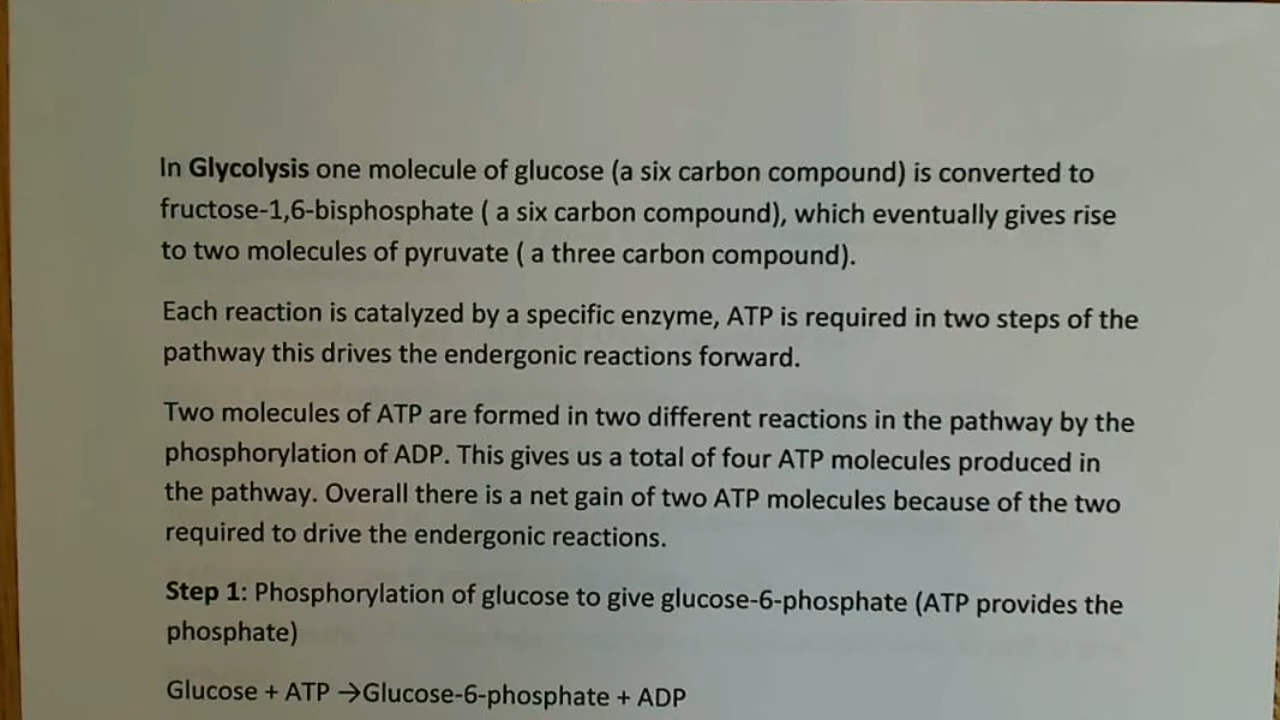 In Glycolysis one molecule of glucose (a six carbon compound) is converted to
fructose-1,6-bisphosphate ( a six carbon compound), which eventually gives rise
to two molecules of pyruvate ( a three carbon compound).
Each reaction is catalyzed by a specific enzyme, ATP is required in two steps of the
pathway this drives the endergonic reactions forward.
Two molecules of ATP are formed in two different reactions in the pathway by the
phosphorylation of ADP. This gives us a total of four ATP molecules produced in
the pathway. Overall there is a net gain of two ATP molecules because of the two
required to drive the endergonic reactions.
Step 1: Phosphorylation of glucose to give glucose-6-phosphate (ATP provides the
phosphate)
Glucose + ATP →Glucose-6-phosphate + ADP